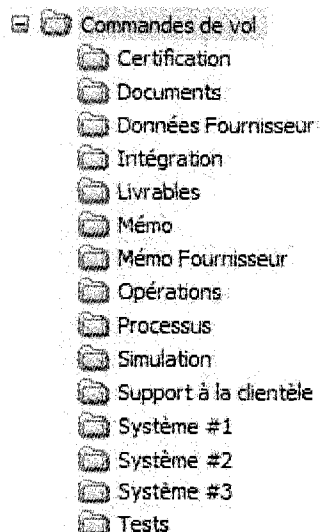 Commandes de vol
Certification
Documents
Données Fournisseur
Intégration
Livrables
Mémo
Mémo Fournisseur
Opérations
Processus
Simulation
Support à la clientèle
Système #1
Système #2
Système #3
Tests